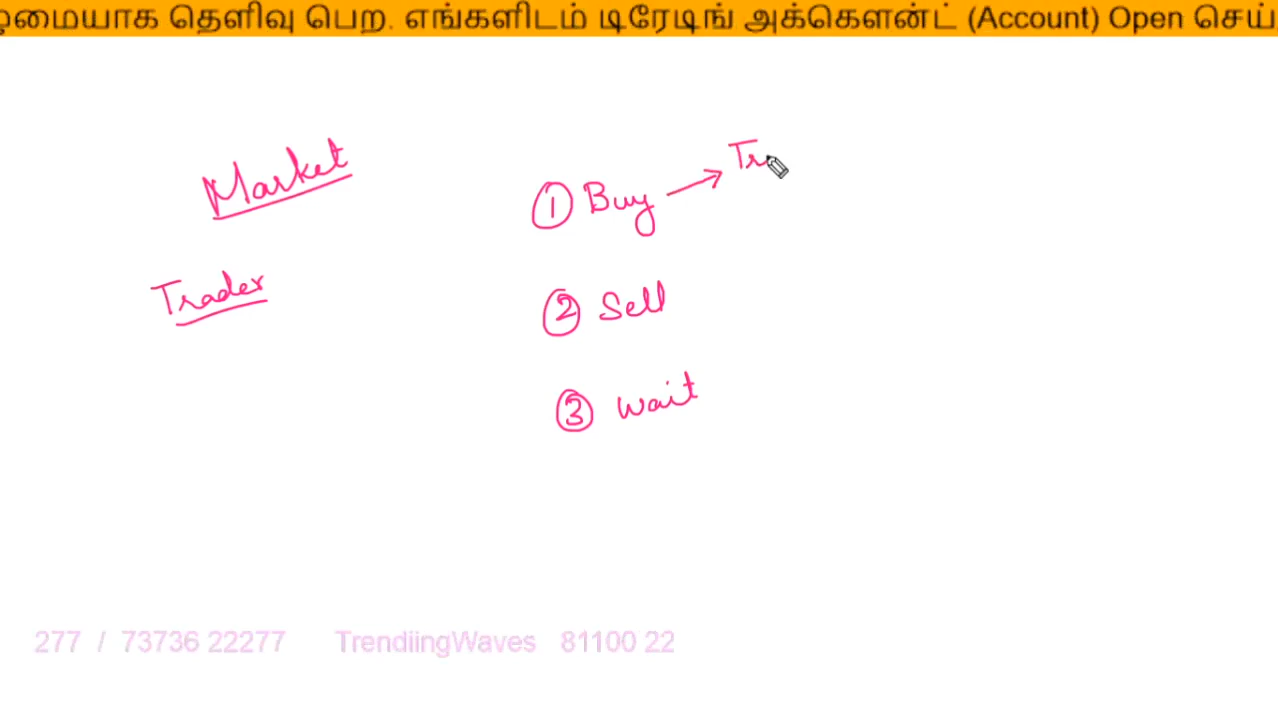 முமையாக தெளிவு பெற. எங்களிடம் டிரேடிங் அக்கௌன்ட் (Account) Open செய்
Market
Trader
① Buy → Tr
② Sell
③ wait
277 / 73736 22277 TrendiingWaves 81100 22